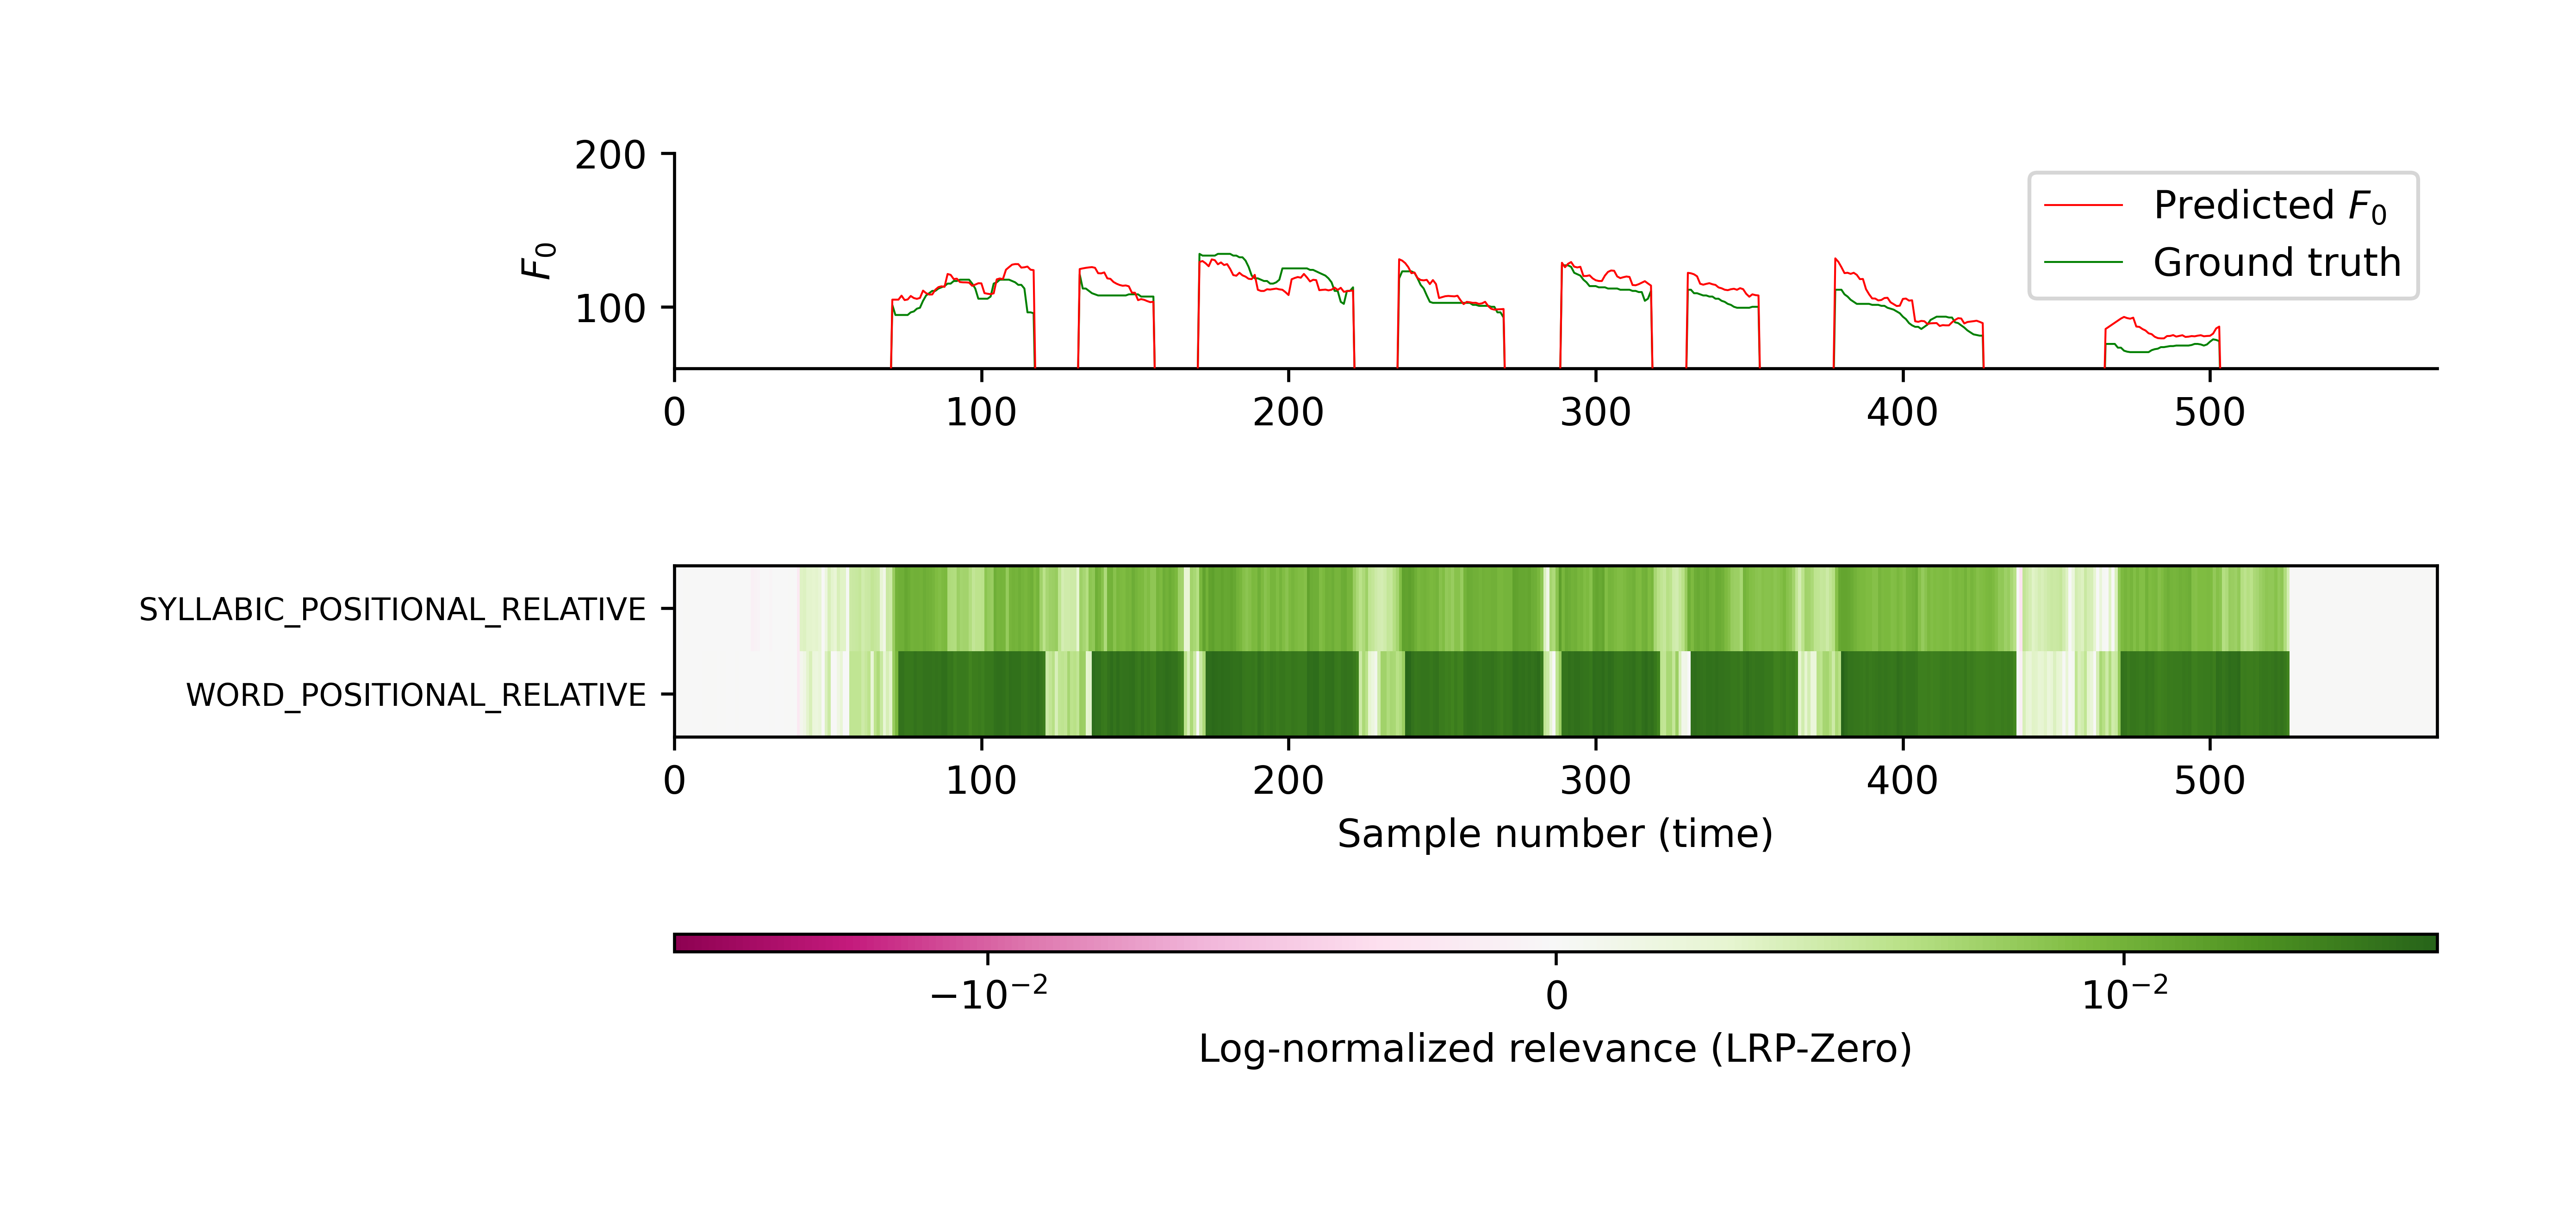 200
100
F₀
Predicted F₀
Ground truth
0 100 200 300 400 500
SYLLABIC_POSITIONAL_RELATIVE
WORD_POSITIONAL_RELATIVE
0 100 200 300 400 500
Sample number (time)
−10⁻² 0 10⁻²
Log-normalized relevance (LRP-Zero)